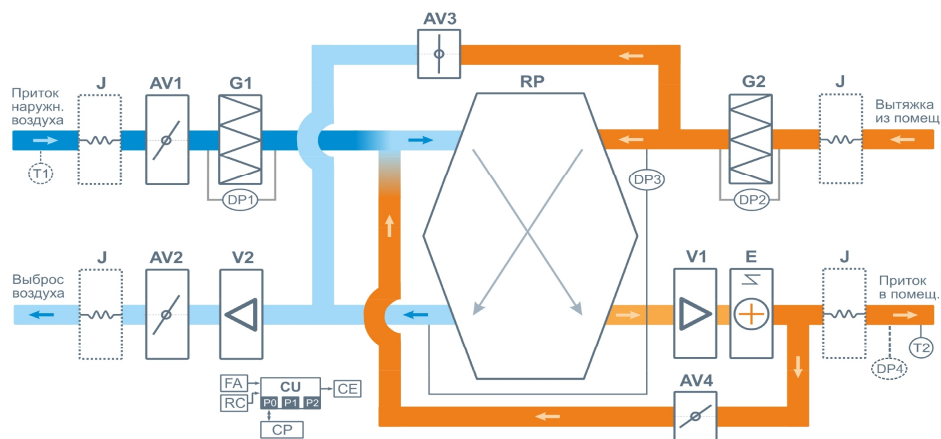 AV3
J
AV1
G1
RP
G2
J
Приток
наружн.
воздуха
Вытяжка
из помещ.
T1
DP1
DP3
DP2
Выброс
воздуха
J
AV2
V2
V1
E
J
Приток
в помещ.
T2
DP4
AV4
FA
RC
CU
P0 P1 P2
CE
CP